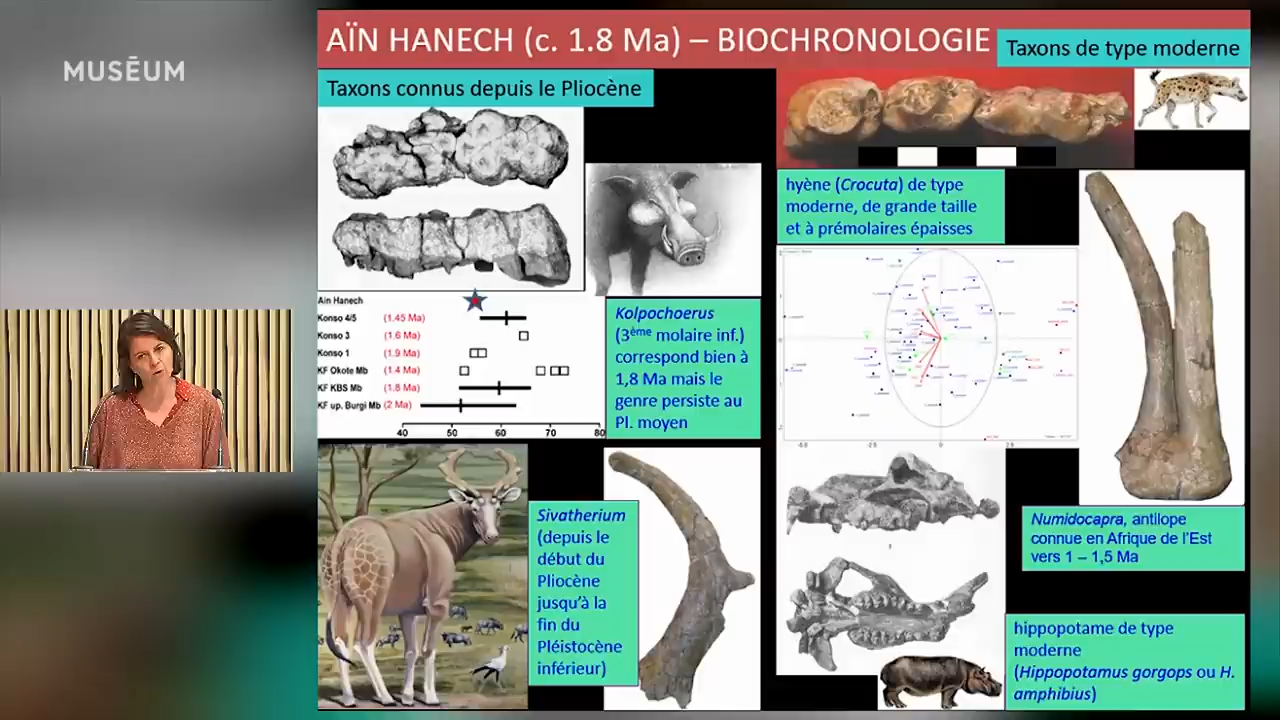 MUSĒUM
AÏN HANECH (c. 1.8 Ma) – BIOCHRONOLOGIE
Taxons de type moderne
Taxons connus depuis le Pliocène
hyène (Crocuta) de type
moderne, de grande taille
et à prémolaires épaisses
Ain Hanech
Konso 4/5 (1.45 Ma)
Konso 3 (1.6 Ma)
Konso 1 (1.9 Ma)
KF Okote Mb (1.4 Ma)
KF KBS Mb (1.8 Ma)
KF up. Burgi Mb (2 Ma)
40 50 60 70 80
Kolpochoerus
(3ème molaire inf.)
correspond bien à
1,8 Ma mais le
genre persiste au
Pl. moyen
Sivatherium
(depuis le
début du
Pliocène
jusqu'à la
fin du
Pléistocène
inférieur)
Numidocapra, antilope
connue en Afrique de l'Est
vers 1 – 1,5 Ma
hippopotame de type
moderne
(Hippopotamus gorgops ou H.
amphibius)